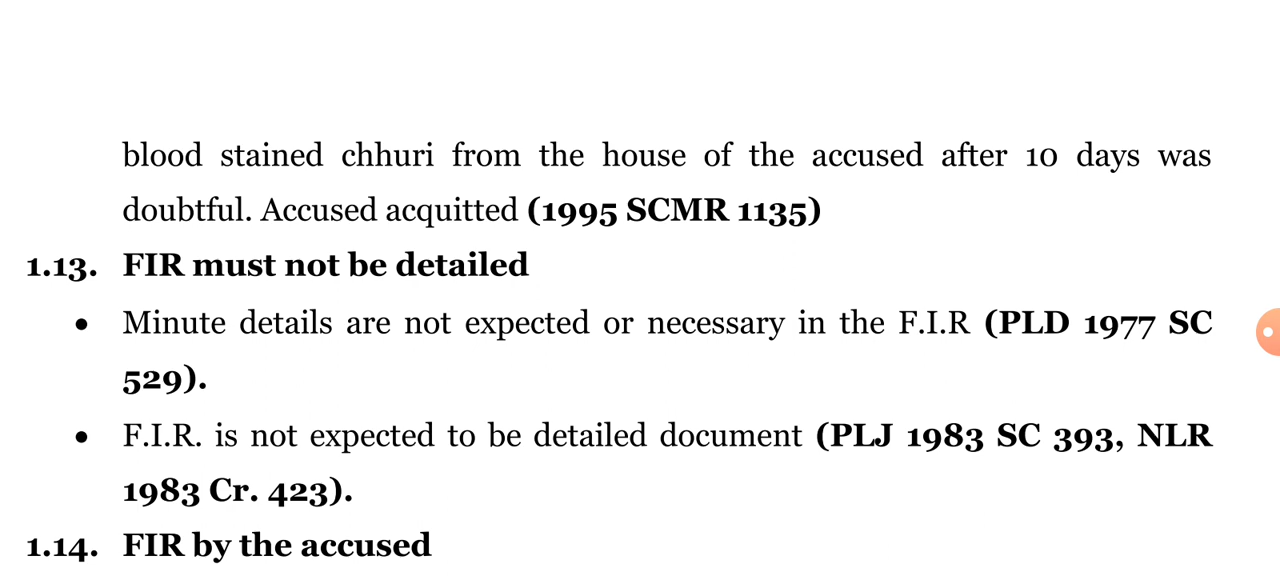 blood stained chhuri from the house of the accused after 10 days was
doubtful. Accused acquitted (1995 SCMR 1135)
1.13. FIR must not be detailed
• Minute details are not expected or necessary in the F.I.R (PLD 1977 SC
529).
• F.I.R. is not expected to be detailed document (PLJ 1983 SC 393, NLR
1983 Cr. 423).
1.14. FIR by the accused